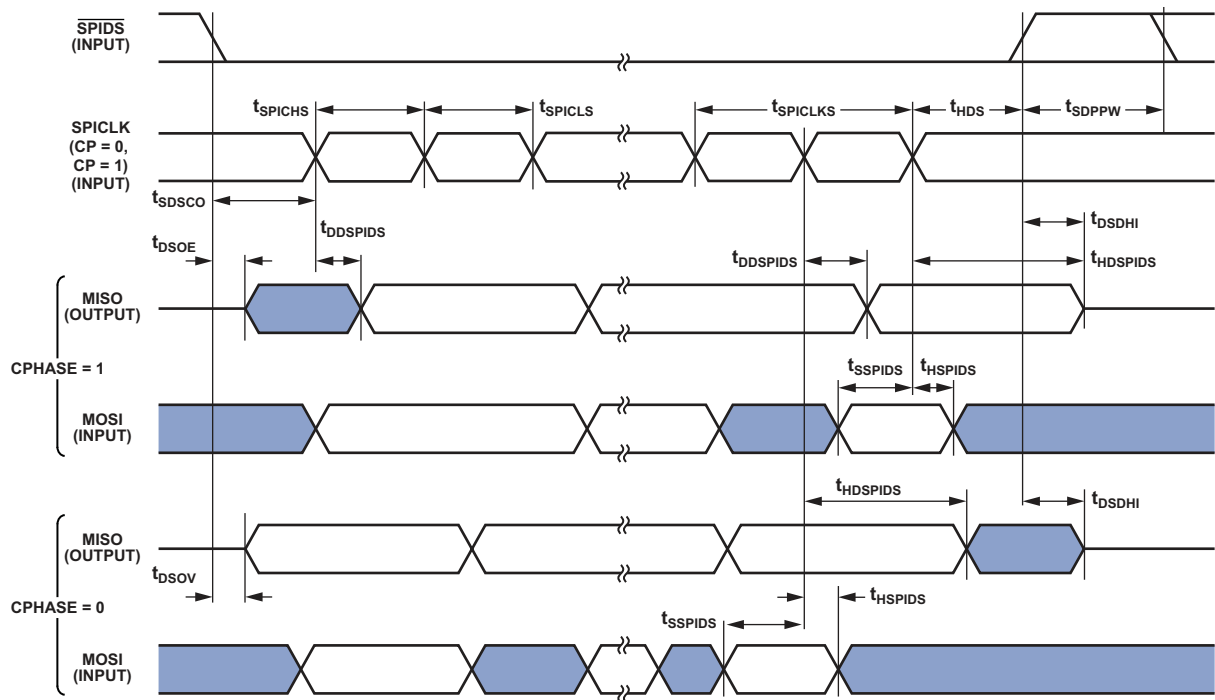 SPIDS
(INPUT)
tSPICHS
tSPICLS
tSPICLKS
tHDS
tSDPPW
SPICLK
(CP = 0,
CP = 1)
(INPUT)
tSDSCO
tDDSPIDS
tDSDHI
tDSOE
tDDSPIDS
tHDSPIDS
MISO
(OUTPUT)
CPHASE = 1
tSSPIDS
tHSPIDS
MOSI
(INPUT)
tHDSPIDS
tDSDHI
MISO
(OUTPUT)
tDSOV
CPHASE = 0
tHSPIDS
tSSPIDS
MOSI
(INPUT)